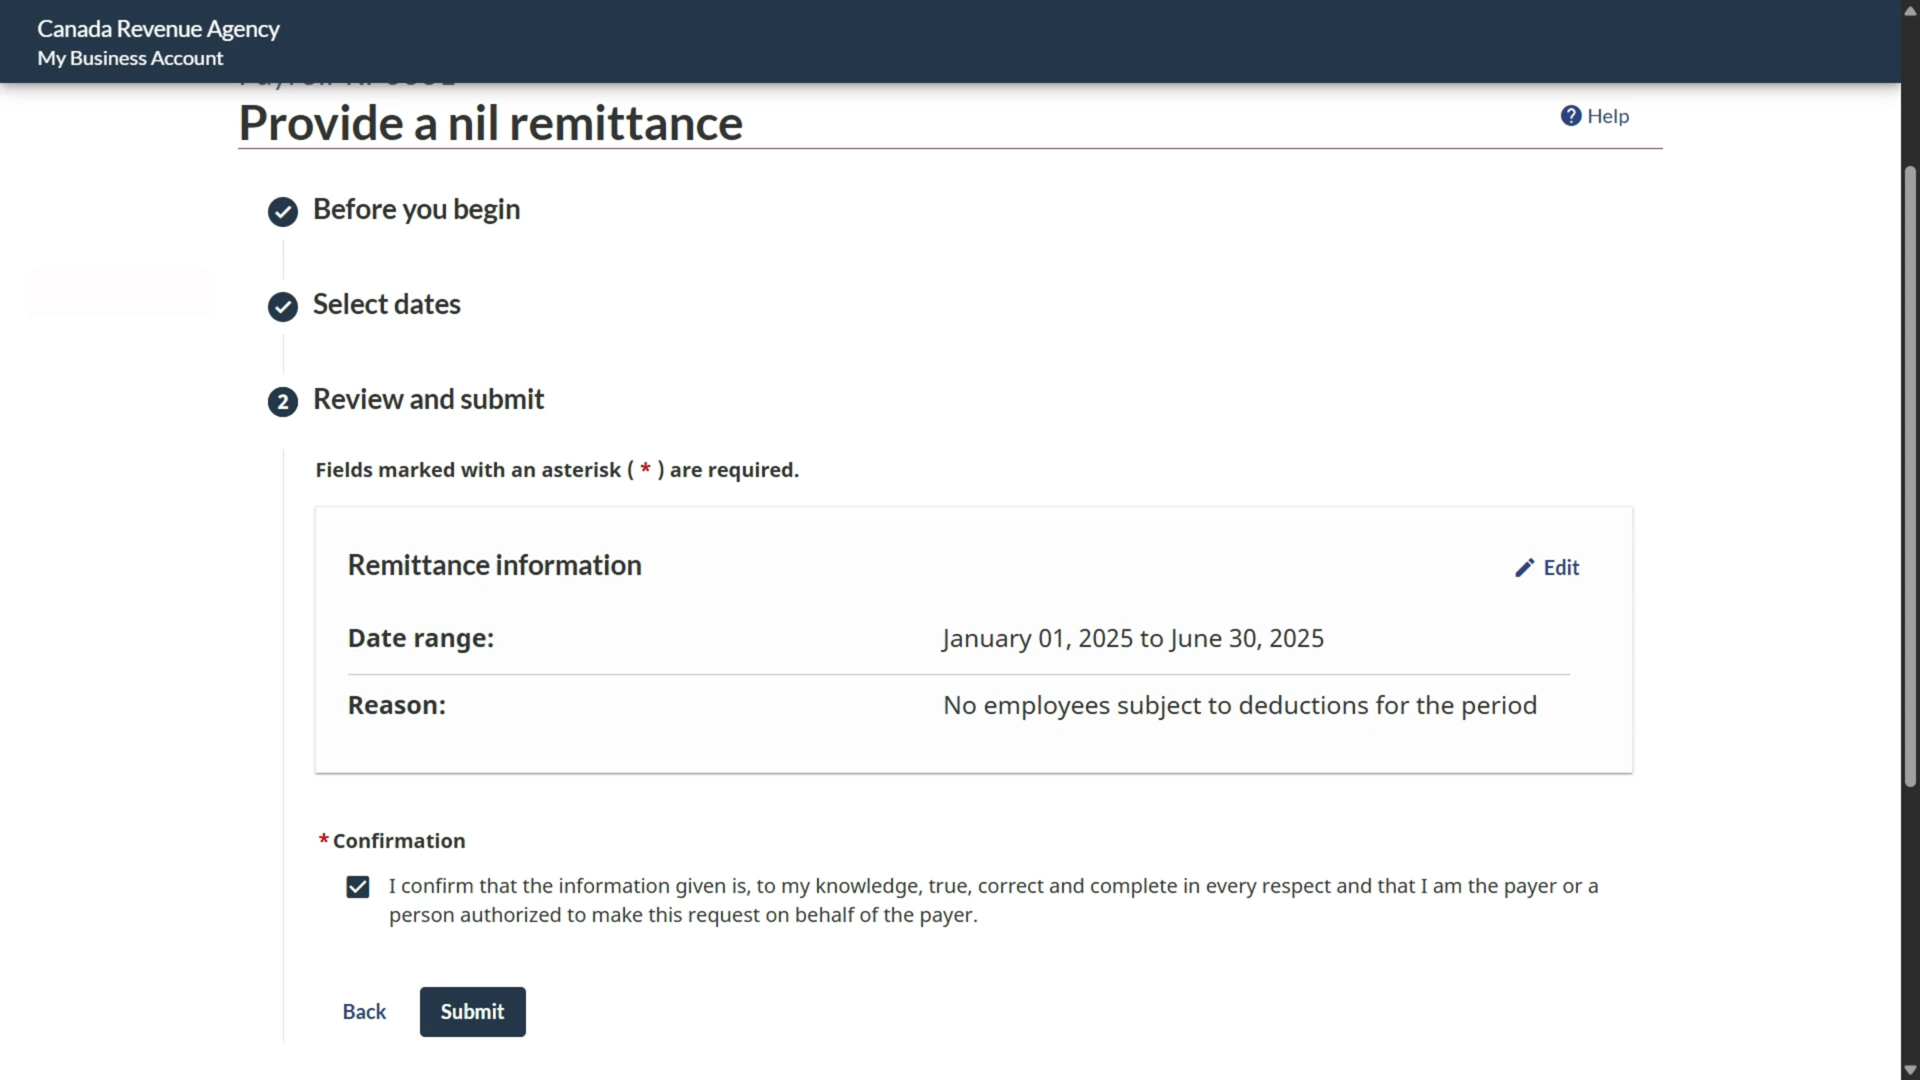 Canada Revenue Agency
My Business Account
Provide a nil remittance
Help
Before you begin
Select dates
2 Review and submit
Fields marked with an asterisk ( * ) are required.
Remittance information
Edit
Date range: January 01, 2025 to June 30, 2025
Reason: No employees subject to deductions for the period
* Confirmation
I confirm that the information given is, to my knowledge, true, correct and complete in every respect and that I am the payer or a
person authorized to make this request on behalf of the payer.
Back Submit